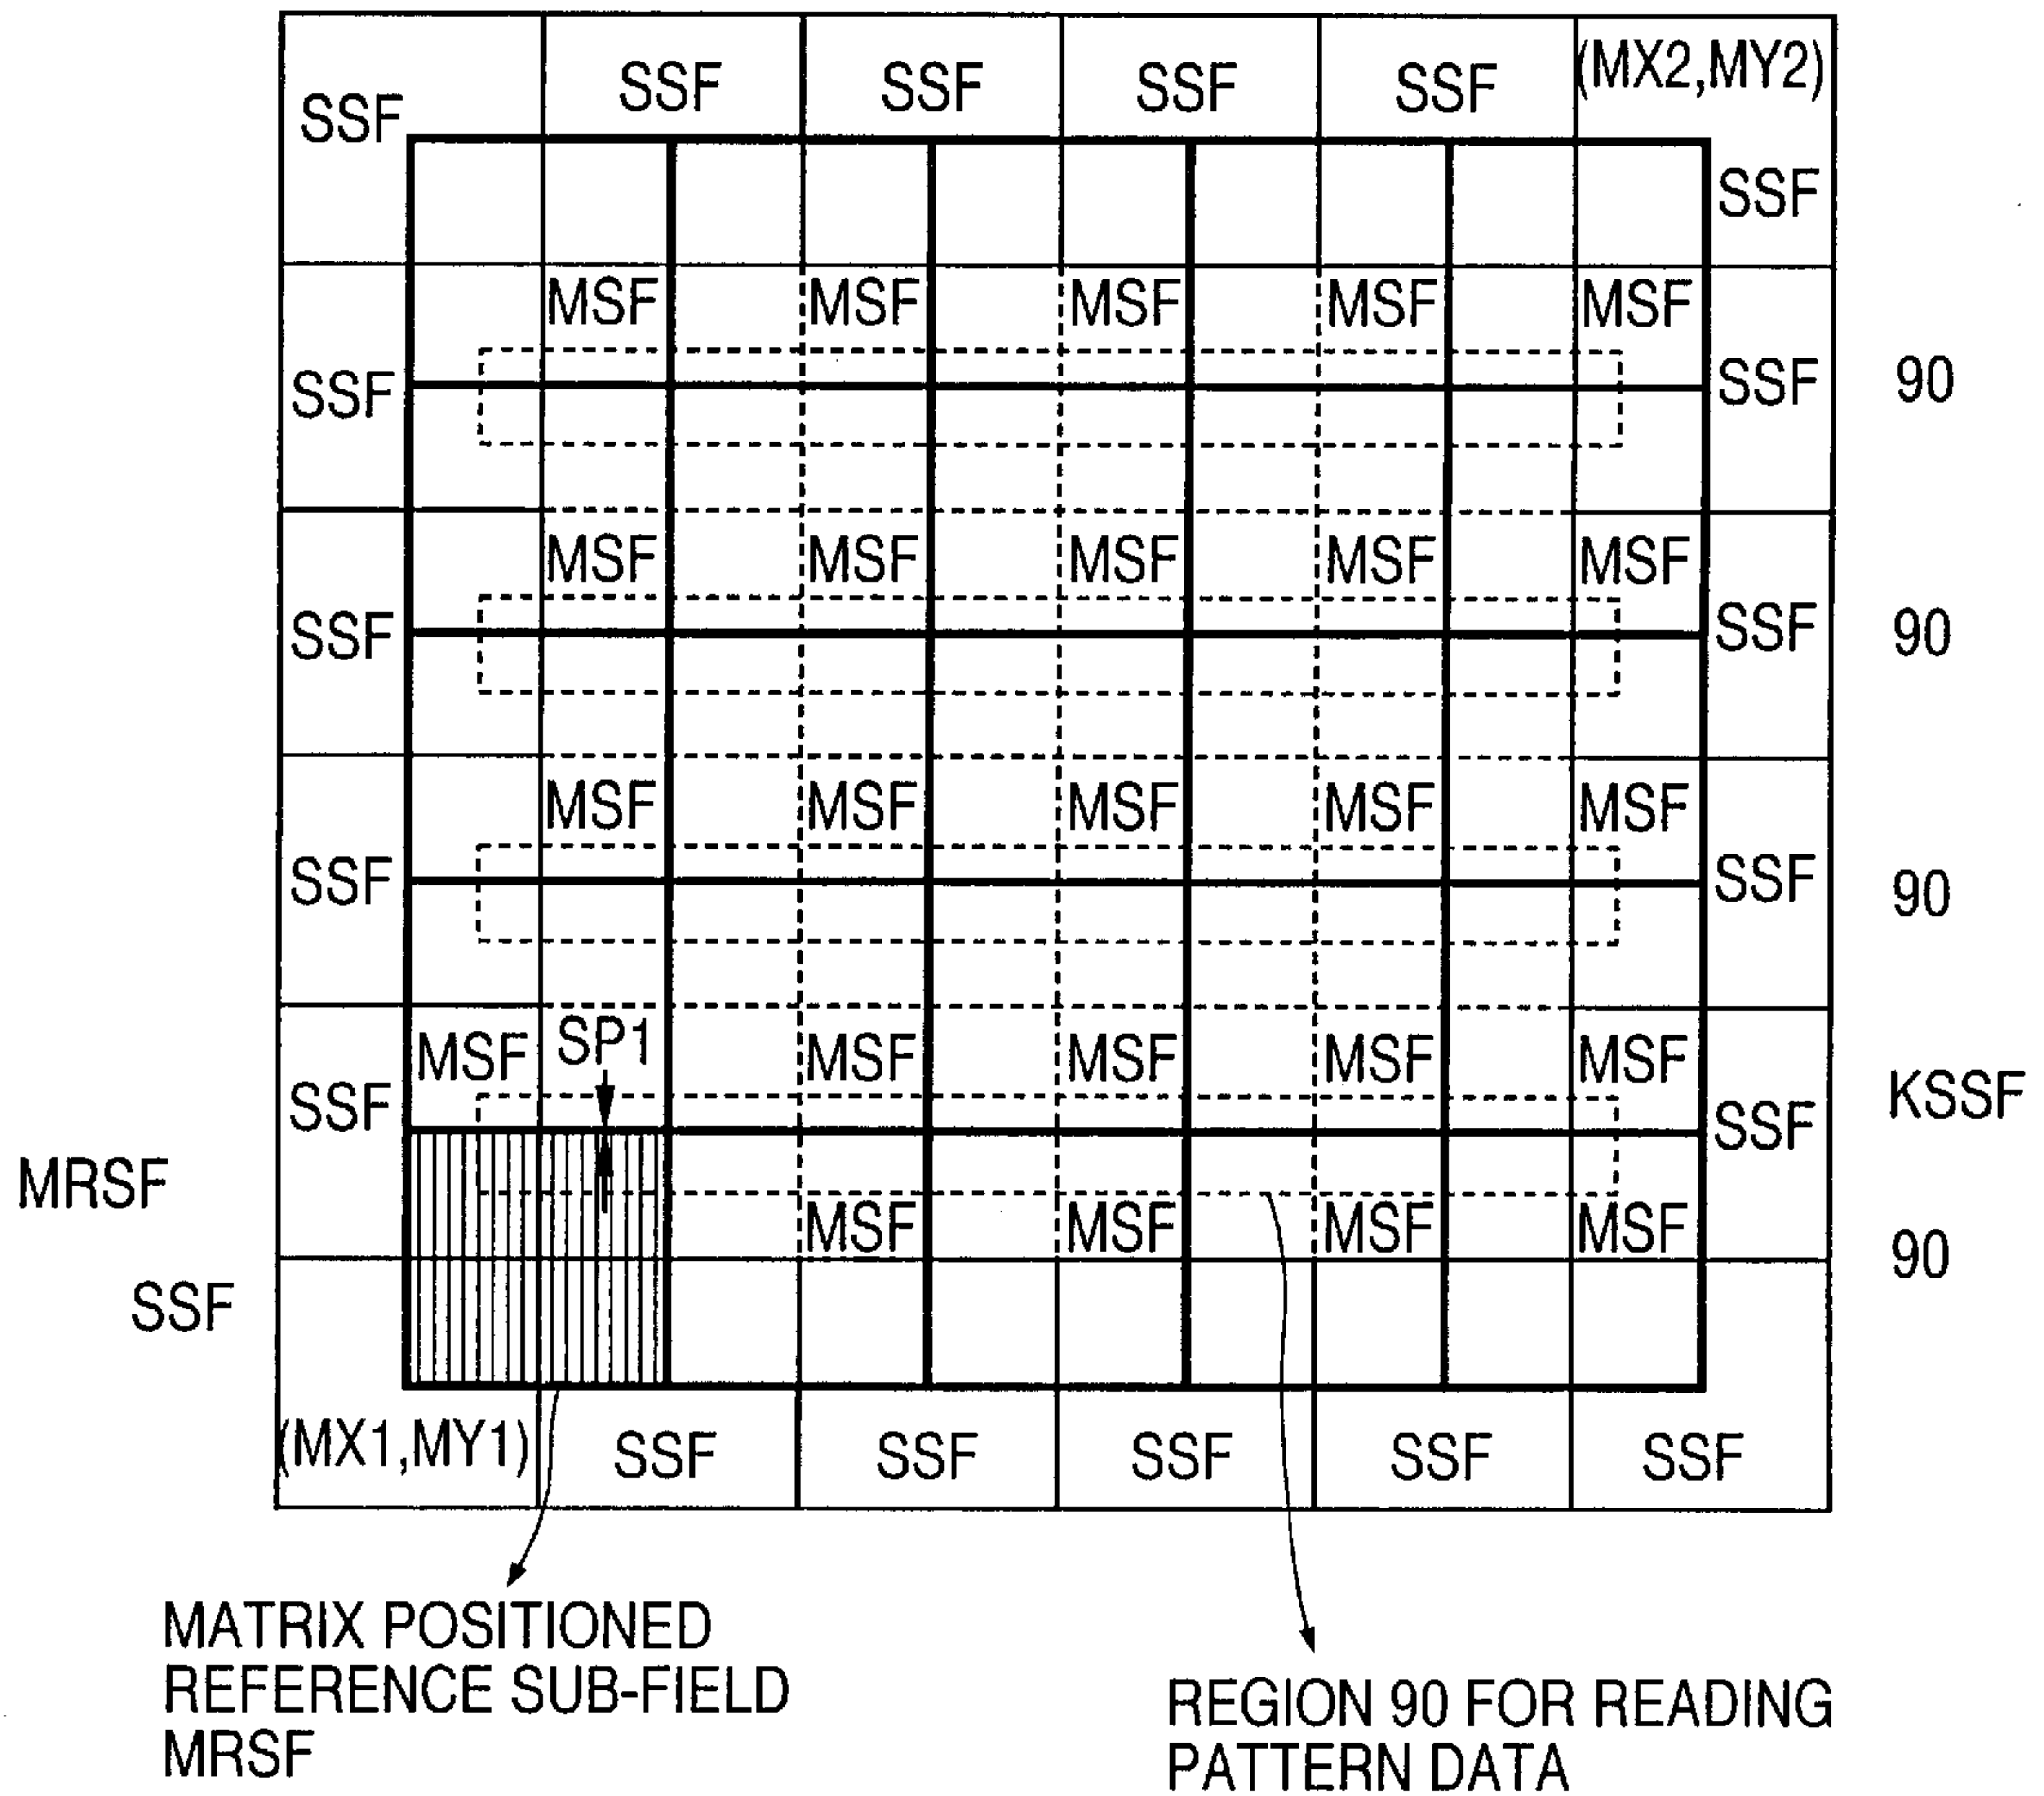 SSF SSF SSF SSF (MX2,MY2)
SSF
SSF
MSF MSF MSF MSF MSF
SSF SSF 90
MSF MSF MSF MSF MSF
SSF SSF 90
MSF MSF MSF MSF MSF
SSF SSF 90
MSF SP1 MSF MSF MSF MSF
SSF SSF KSSF
MRSF
MSF MSF MSF MSF
90
SSF
(MX1,MY1) SSF SSF SSF SSF SSF
MATRIX POSITIONED
REFERENCE SUB-FIELD
MRSF
REGION 90 FOR READING
PATTERN DATA